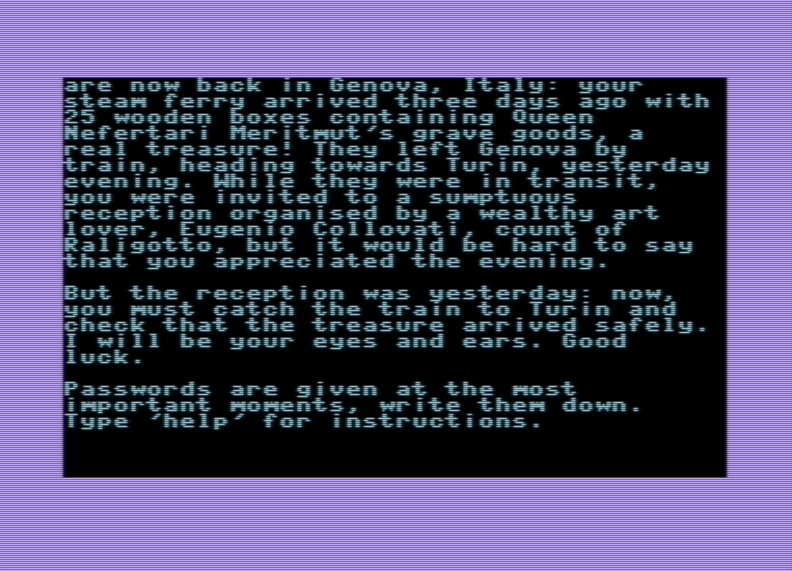 are now back in Genova, Italy: your
steam ferry arrived three days ago with
25 wooden boxes containing Queen
Nefertari Meritmut's grave goods, a
real treasure! They left Genova by
train, heading towards Turin, yesterday
evening. While they were in transit,
you were invited to a sumptuous
reception organised by a wealthy art
lover, Eugenio Collovati, count of
Raligotto, but it would be hard to say
that you appreciated the evening.

But the reception was yesterday: now,
you must catch the train to Turin and
check that the treasure arrived safely.
I will be your eyes and ears. Good
luck.

Passwords are given at the most
important moments, write them down.
Type 'help' for instructions.